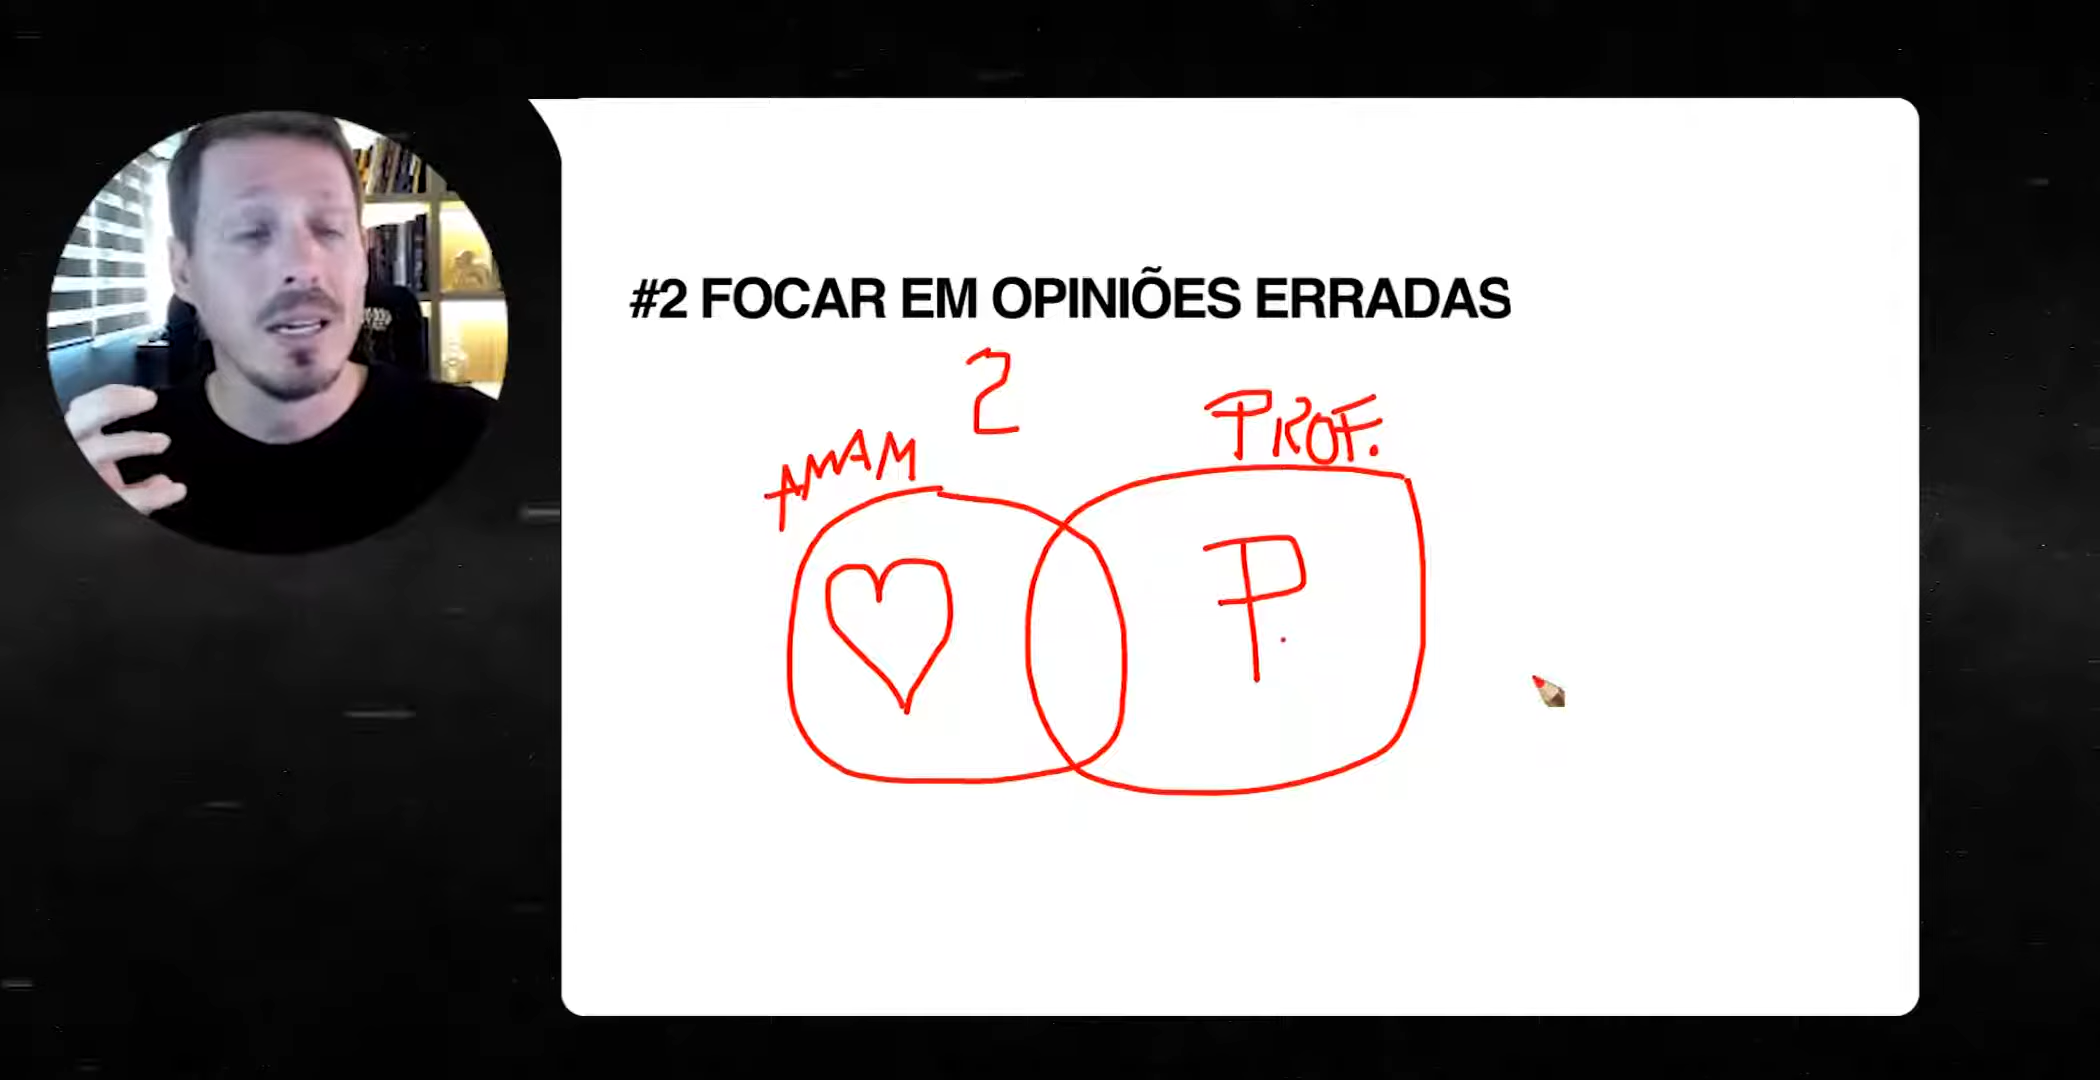 #2 FOCAR EM OPINIÕES ERRADAS
2
AMAM
PROF.
P